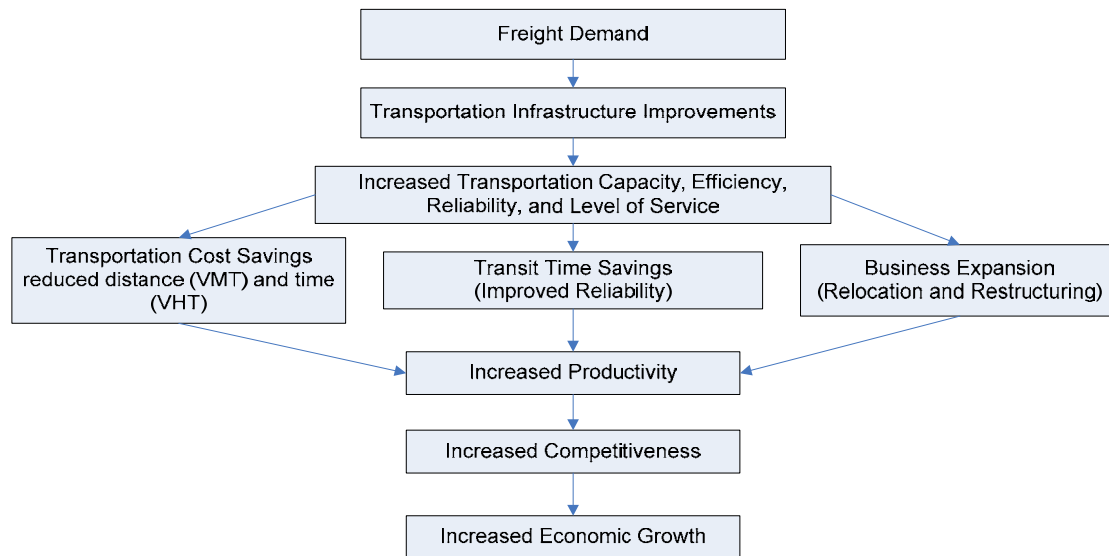 Freight Demand
Transportation Infrastructure Improvements
Increased Transportation Capacity, Efficiency,
Reliability, and Level of Service
Transportation Cost Savings
reduced distance (VMT) and time
(VHT)
Transit Time Savings
(Improved Reliability)
Business Expansion
(Relocation and Restructuring)
Increased Productivity
Increased Competitiveness
Increased Economic Growth